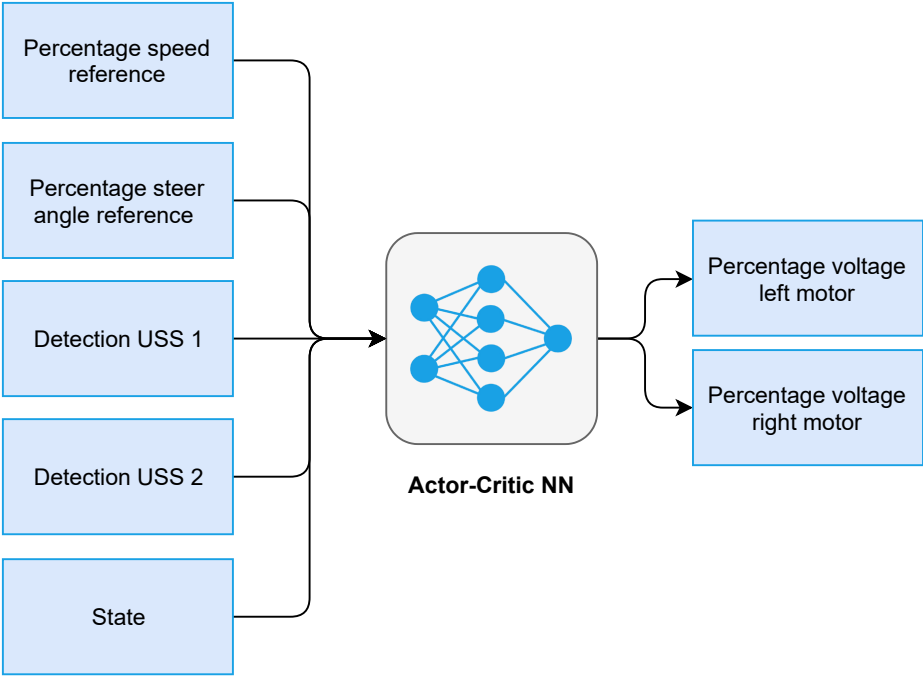 Percentage speed
reference
Percentage steer
angle reference
Detection USS 1
Detection USS 2
State
Actor-Critic NN
Percentage voltage
left motor
Percentage voltage
right motor